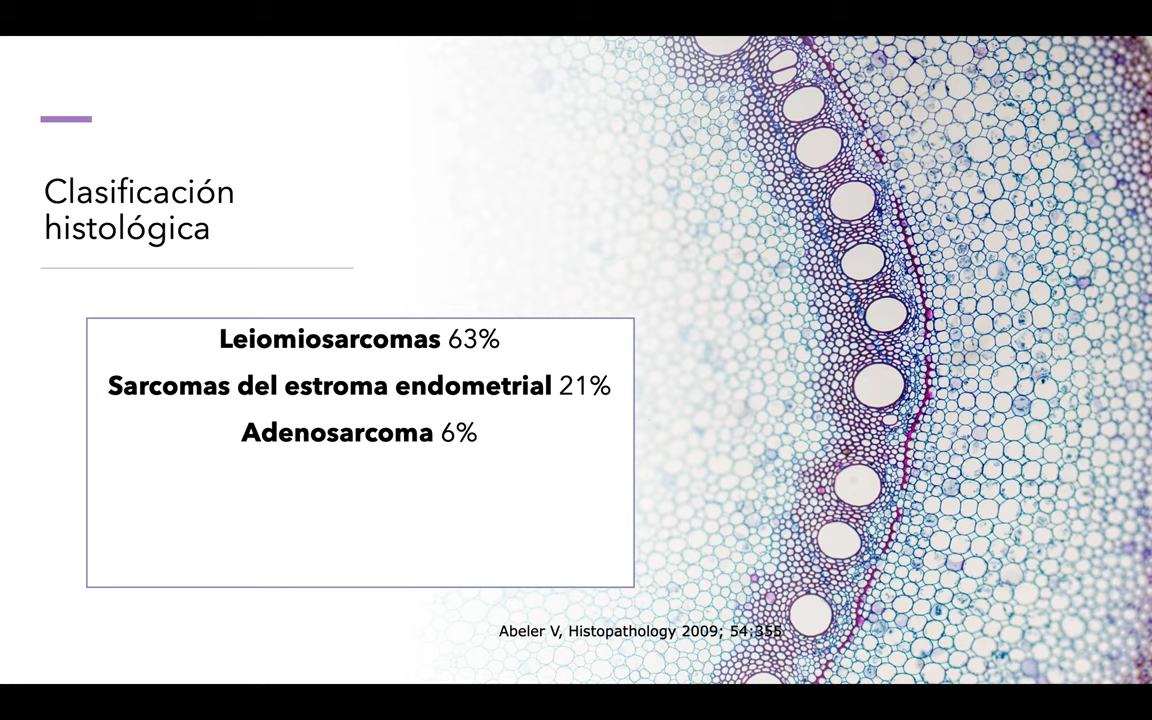 Clasificación
histológica
Leiomiosarcomas 63%
Sarcomas del estroma endometrial 21%
Adenosarcoma 6%
Abeler V, Histopathology 2009; 54:355